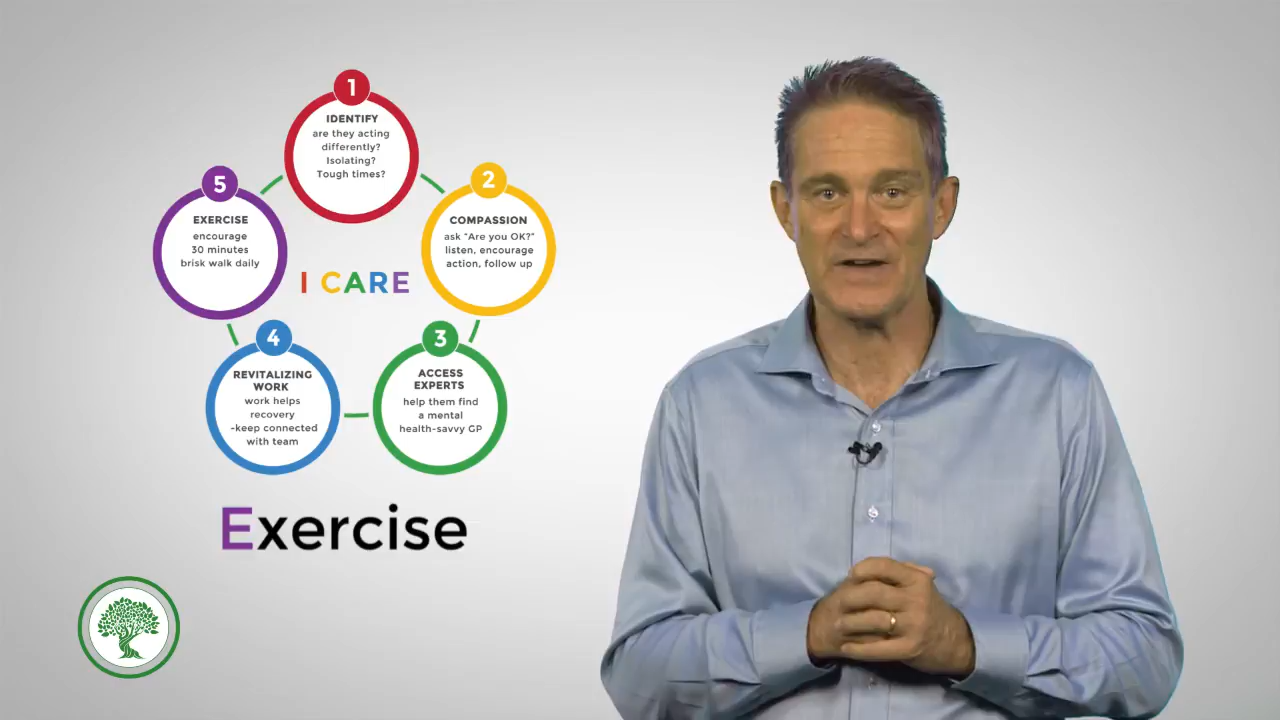 1
IDENTIFY
are they acting
differently?
Isolating?
Tough times?
2
COMPASSION
ask "Are you OK?"
listen, encourage
action, follow up
3
ACCESS
EXPERTS
help them find
a mental
health-savvy GP
4
REVITALIZING
WORK
work helps
recovery
-keep connected
with team
5
EXERCISE
encourage
30 minutes
brisk walk daily
I CARE
Exercise